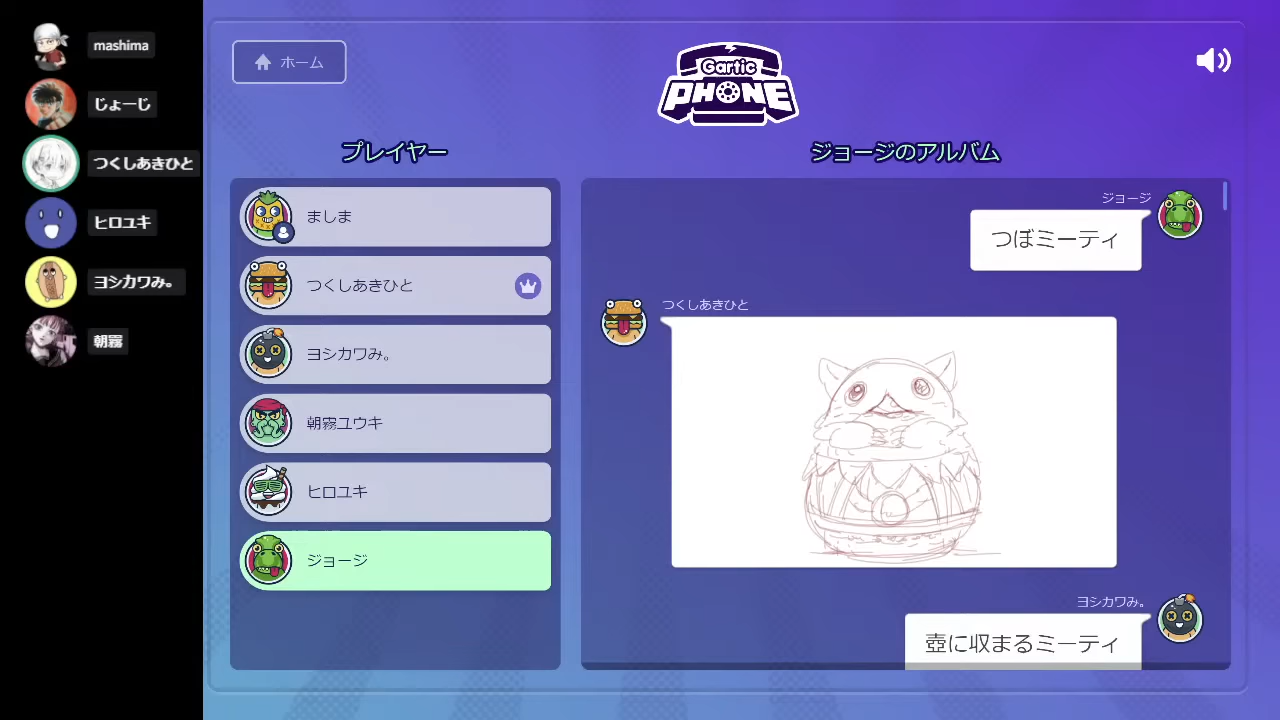 mashima
じょーじ
つくしあきひと
ヒロユキ
ヨシカワみ。
朝霧
ホーム
Gartic
PHONE
プレイヤー
ましま
つくしあきひと
ヨシカワみ。
朝霧ユウキ
ヒロユキ
ジョージ
ジョージのアルバム
ジョージ
つぼミーティ
つくしあきひと
ヨシカワみ。
壺に収まるミーティ